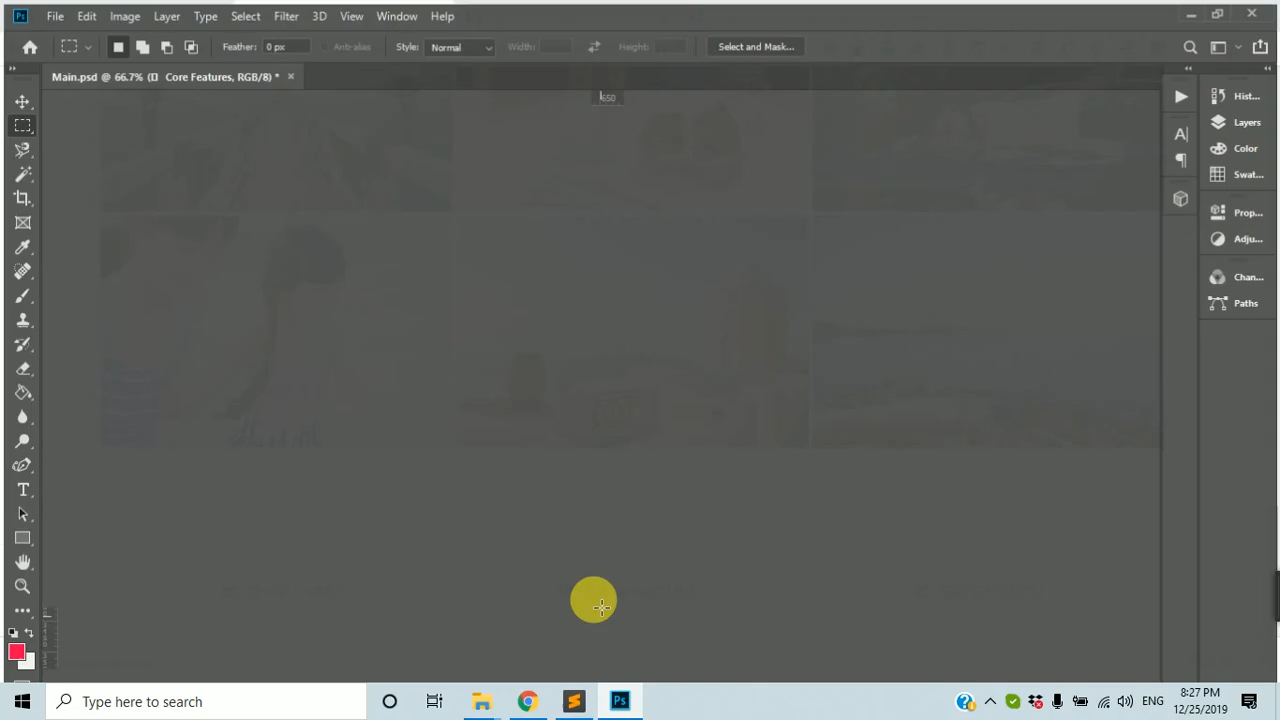 Ps File Edit Image Layer Type Select Filter 3D View Window Help
Feather: 0 px Anti-alias Style: Normal Width: Height: Select and Mask...
Main.psd @ 66.7% ( Core Features, RGB/8) * ×
650
Hist...
Layers
Color
Swat...
Prop...
Adju...
Chan...
Paths
Type here to search
Ps
ENG
8:27 PM
12/25/2019